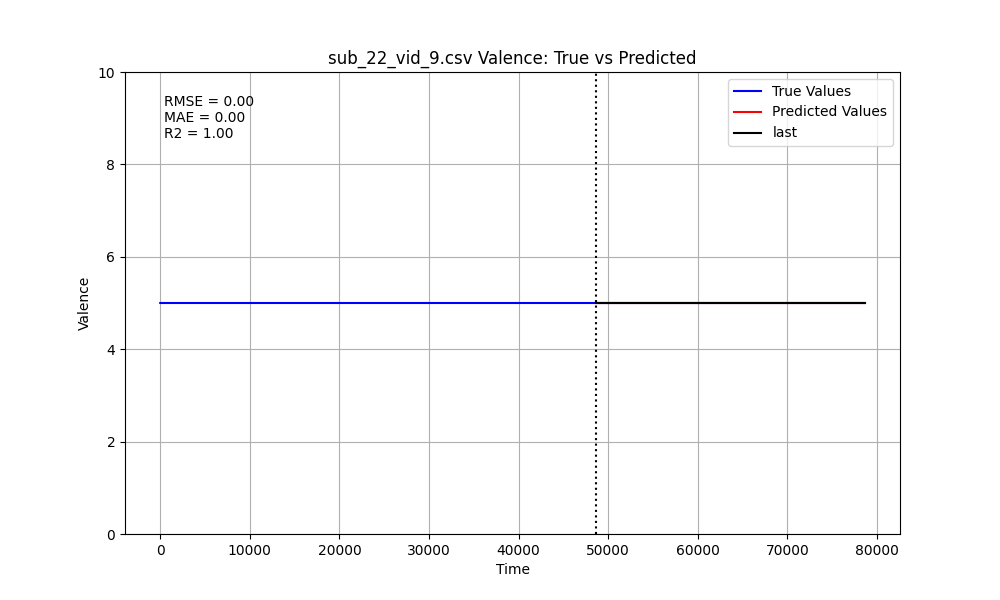 sub_22_vid_9.csv Valence: True vs Predicted
10
8
6
4
2
0
Valence
RMSE = 0.00
MAE = 0.00
R2 = 1.00
True Values
Predicted Values
last
0 10000 20000 30000 40000 50000 60000 70000 80000
Time